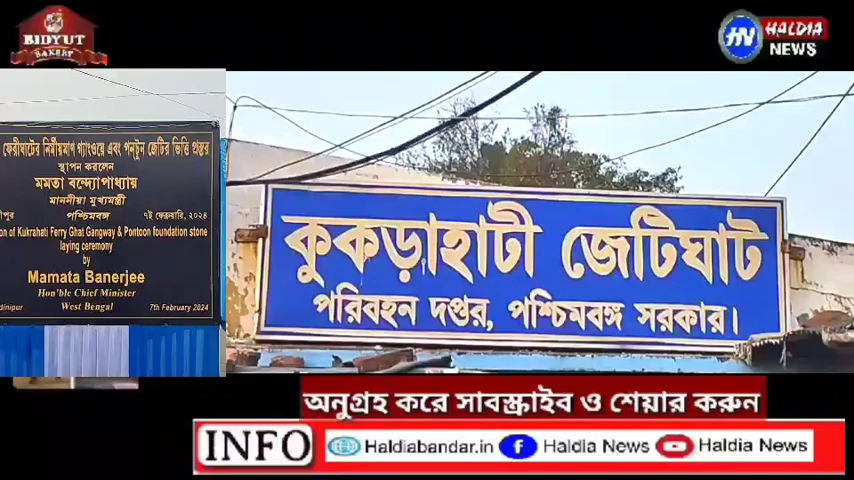 BIDYUT
BAKERY
HN HALDIA
NEWS
ফেরীঘাটের নির্মীয়মাণ গ্যাংওয়ে এবং পনটুন জেটির ভিত্তি প্রস্তর
স্থাপন করলেন
মমতা বন্দ্যোপাধ্যায়
মাননীয়া মুখ্যমন্ত্রী
পশ্চিমবঙ্গ
৭ই ফেব্রুয়ারি, ২০২৪
of Kukrahati Ferry Ghat Gangway & Pontoon foundation stone
laying ceremony
by
Mamata Banerjee
Hon'ble Chief Minister
West Bengal
7th February 2024
কুকড়াহাটী জেটিঘাট
পরিবহন দপ্তর, পশ্চিমবঙ্গ সরকার।
অনুগ্রহ করে সাবস্ক্রাইব ও শেয়ার করুন
INFO Haldiabandar.in Haldia News Haldia News